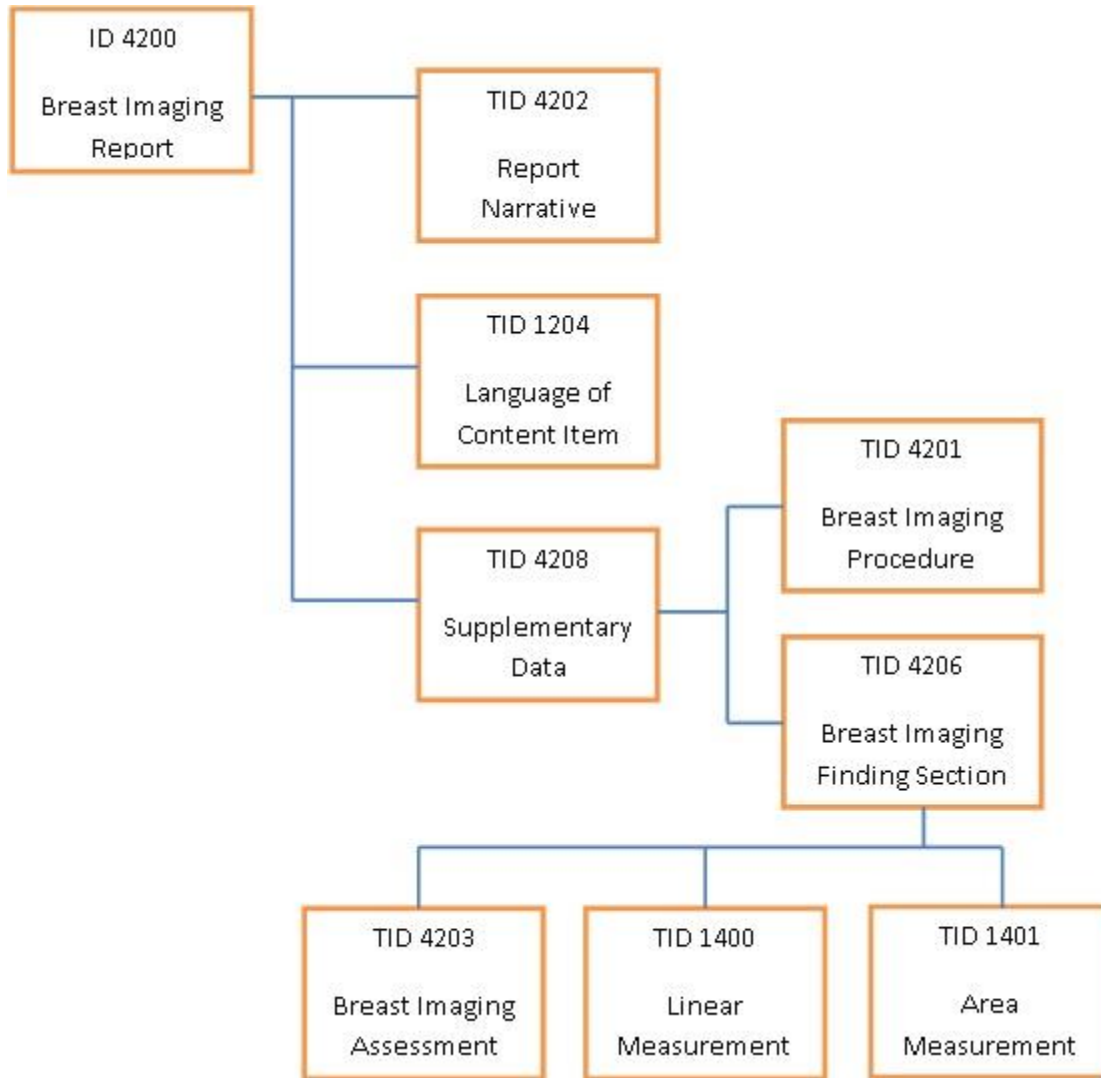 ID 4200
Breast Imaging
Report
TID 4202
Report
Narrative
TID 1204
Language of
Content Item
TID 4208
Supplementary
Data
TID 4201
Breast Imaging
Procedure
TID 4206
Breast Imaging
Finding Section
TID 4203
Breast Imaging
Assessment
TID 1400
Linear
Measurement
TID 1401
Area
Measurement